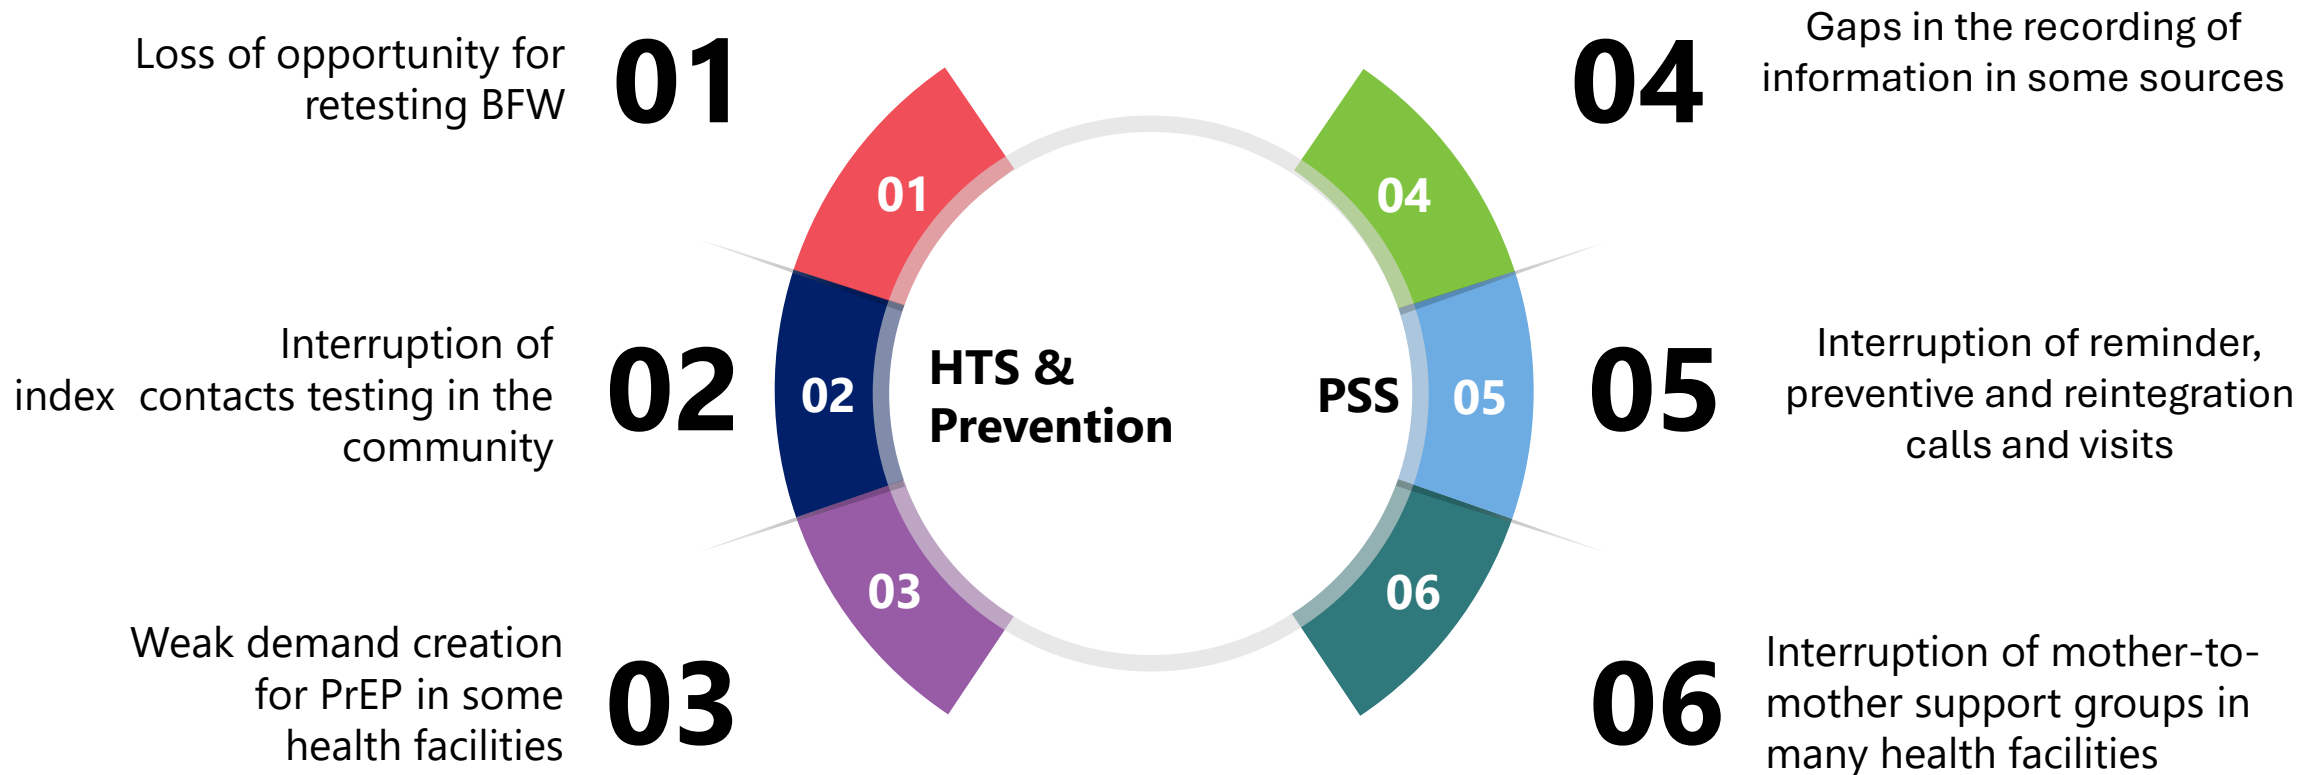 Loss of opportunity for
retesting BFW
01
01
Interruption of
index  contacts testing in the
community
02
02
Weak demand creation
for PrEP in some
health facilities
03
03
HTS &
Prevention
PSS
04
04
Gaps in the recording of
information in some sources
05
05
Interruption of reminder,
preventive and reintegration
calls and visits
06
06
Interruption of mother-to-
mother support groups in
many health facilities